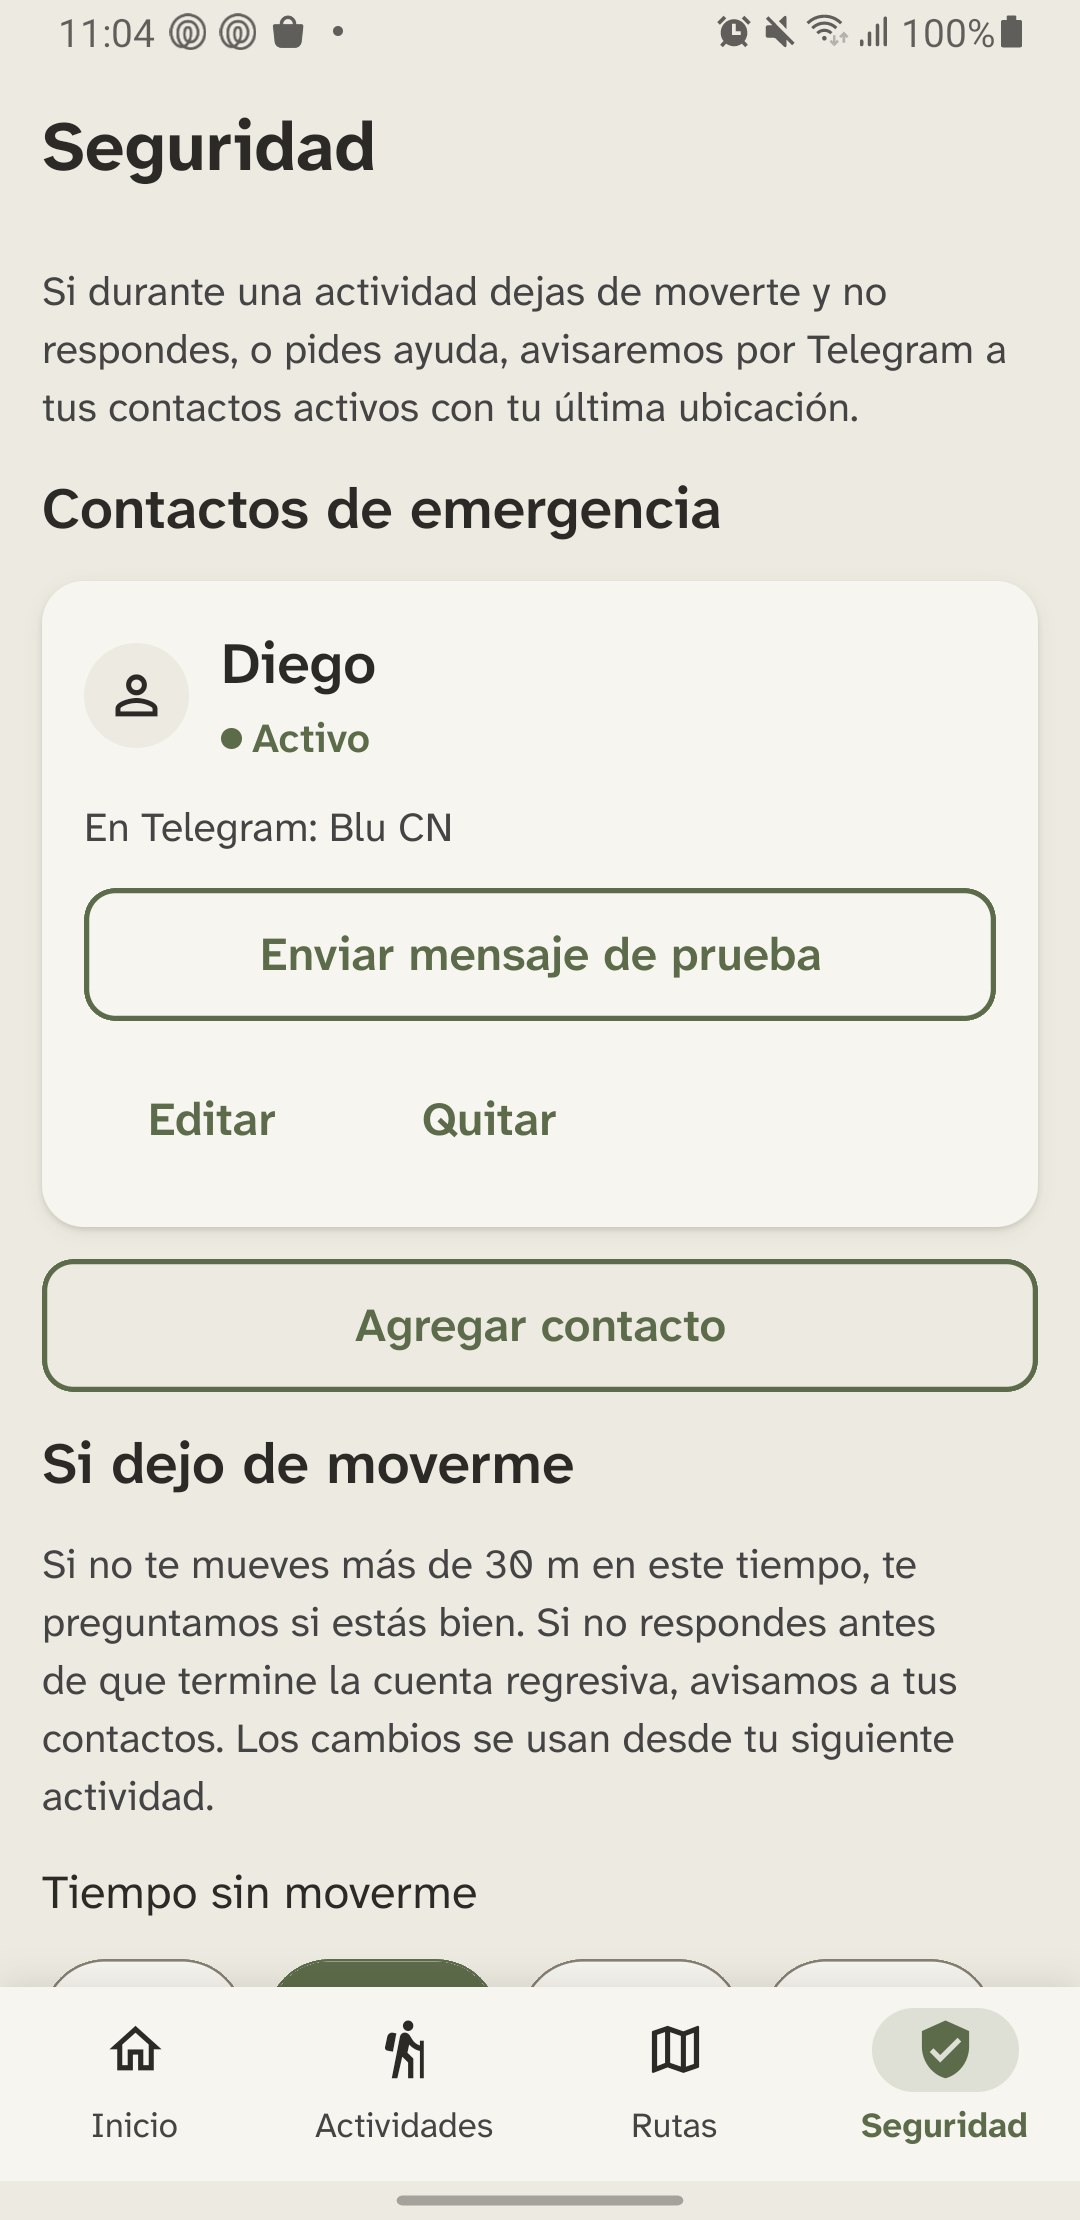 11:04
100%
Seguridad
Si durante una actividad dejas de moverte y no
respondes, o pides ayuda, avisaremos por Telegram a
tus contactos activos con tu última ubicación.
Contactos de emergencia
Diego
Activo
En Telegram: Blu CN
Enviar mensaje de prueba
Editar
Quitar
Agregar contacto
Si dejo de moverme
Si no te mueves más de 30 m en este tiempo, te
preguntamos si estás bien. Si no respondes antes
de que termine la cuenta regresiva, avisamos a tus
contactos. Los cambios se usan desde tu siguiente
actividad.
Tiempo sin moverme
Inicio
Actividades
Rutas
Seguridad